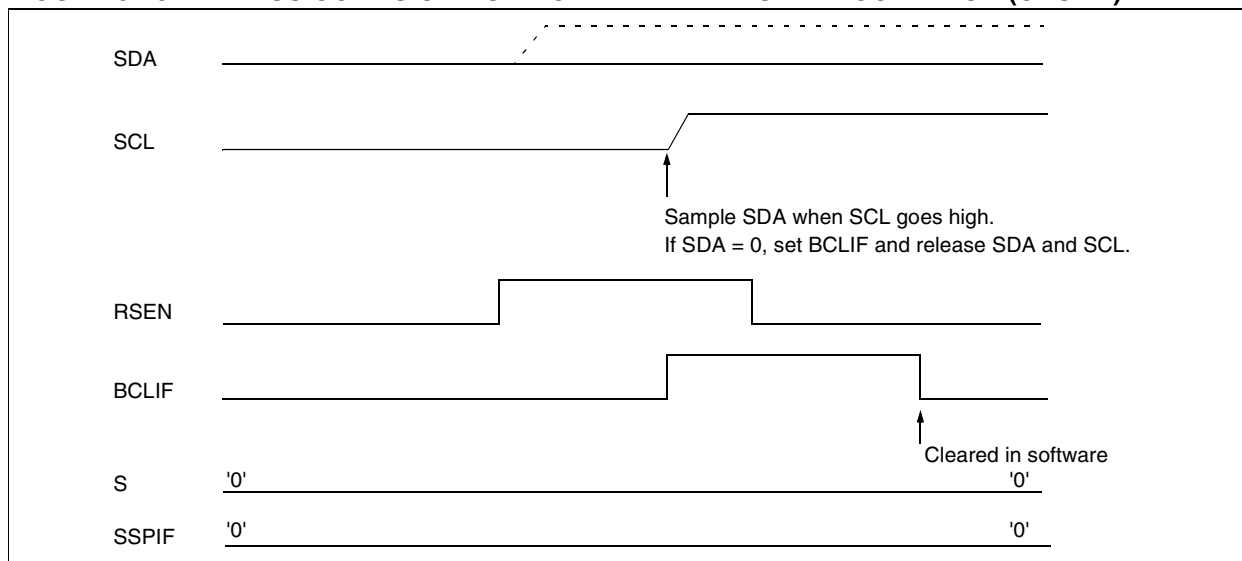 SDA
SCL
Sample SDA when SCL goes high.
If SDA = 0, set BCLIF and release SDA and SCL.
RSEN
BCLIF
Cleared in software
S '0' '0'
SSPIF '0' '0'